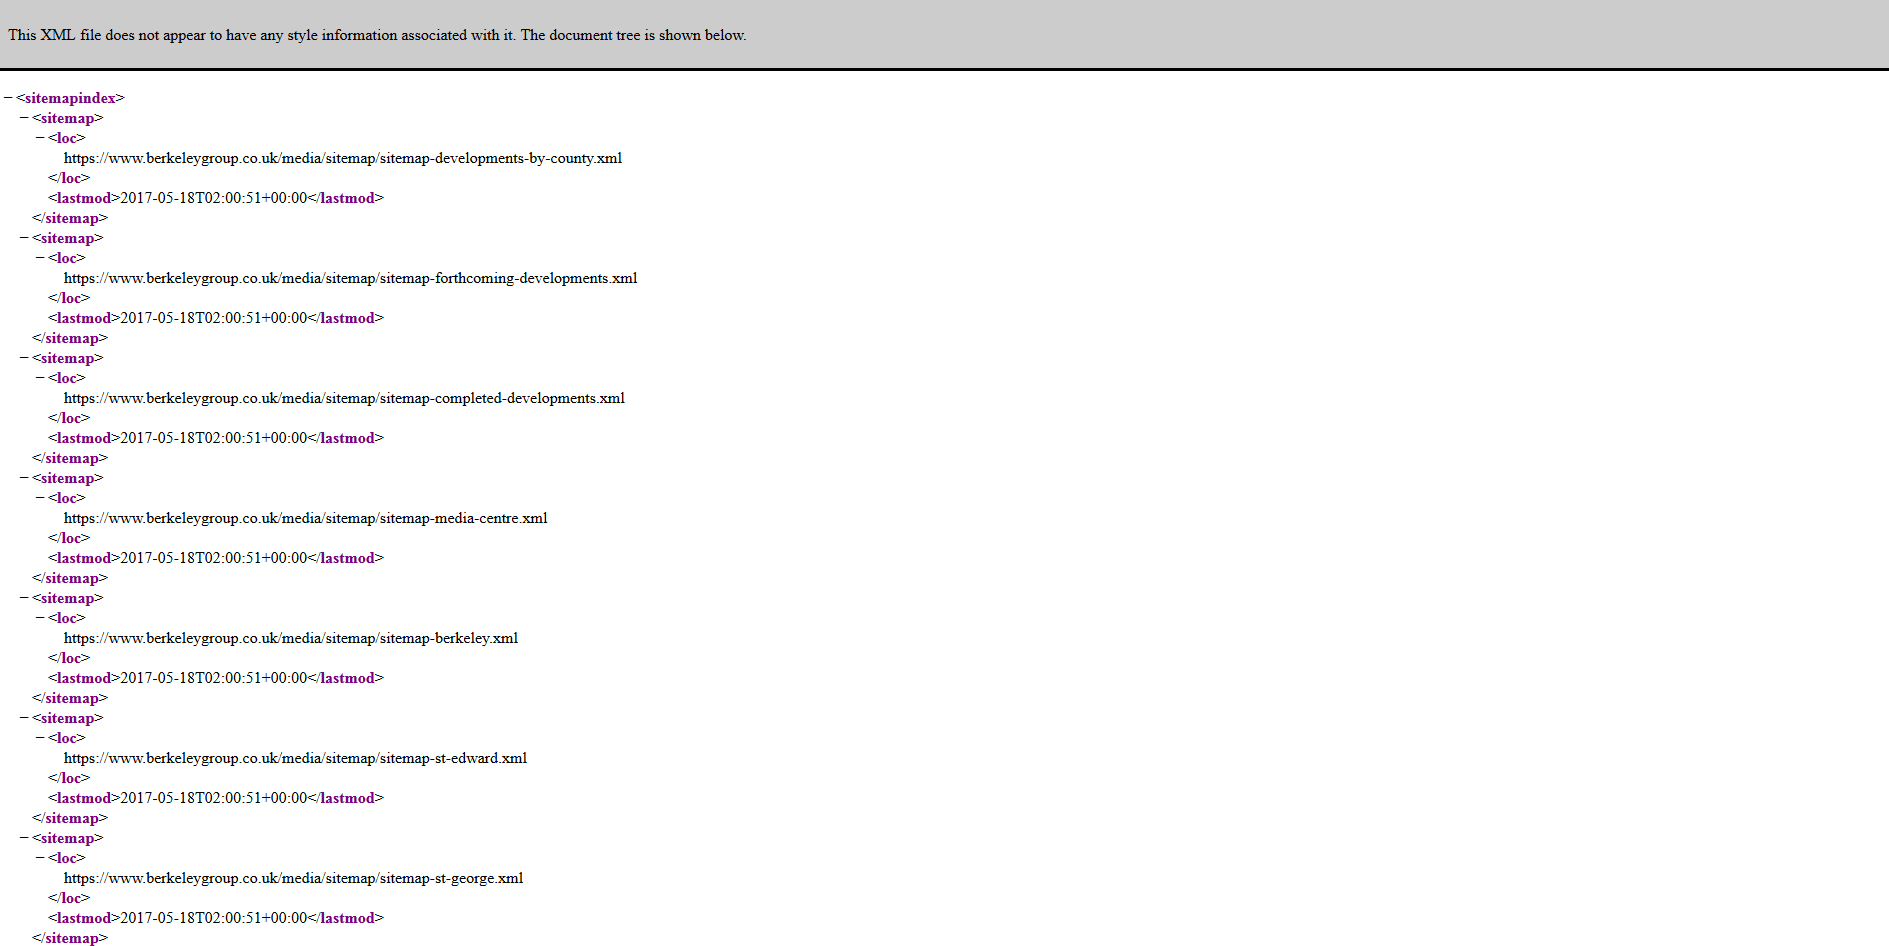 This XML file does not appear to have any style information associated with it. The document tree is shown below.
−<sitemapindex>
−<sitemap>
−<loc>
https://www.berkeleygroup.co.uk/media/sitemap/sitemap-developments-by-county.xml
</loc>
<lastmod>2017-05-18T02:00:51+00:00</lastmod>
</sitemap>
−<sitemap>
−<loc>
https://www.berkeleygroup.co.uk/media/sitemap/sitemap-forthcoming-developments.xml
</loc>
<lastmod>2017-05-18T02:00:51+00:00</lastmod>
</sitemap>
−<sitemap>
−<loc>
https://www.berkeleygroup.co.uk/media/sitemap/sitemap-completed-developments.xml
</loc>
<lastmod>2017-05-18T02:00:51+00:00</lastmod>
</sitemap>
−<sitemap>
−<loc>
https://www.berkeleygroup.co.uk/media/sitemap/sitemap-media-centre.xml
</loc>
<lastmod>2017-05-18T02:00:51+00:00</lastmod>
</sitemap>
−<sitemap>
−<loc>
https://www.berkeleygroup.co.uk/media/sitemap/sitemap-berkeley.xml
</loc>
<lastmod>2017-05-18T02:00:51+00:00</lastmod>
</sitemap>
−<sitemap>
−<loc>
https://www.berkeleygroup.co.uk/media/sitemap/sitemap-st-edward.xml
</loc>
<lastmod>2017-05-18T02:00:51+00:00</lastmod>
</sitemap>
−<sitemap>
−<loc>
https://www.berkeleygroup.co.uk/media/sitemap/sitemap-st-george.xml
</loc>
<lastmod>2017-05-18T02:00:51+00:00</lastmod>
</sitemap>